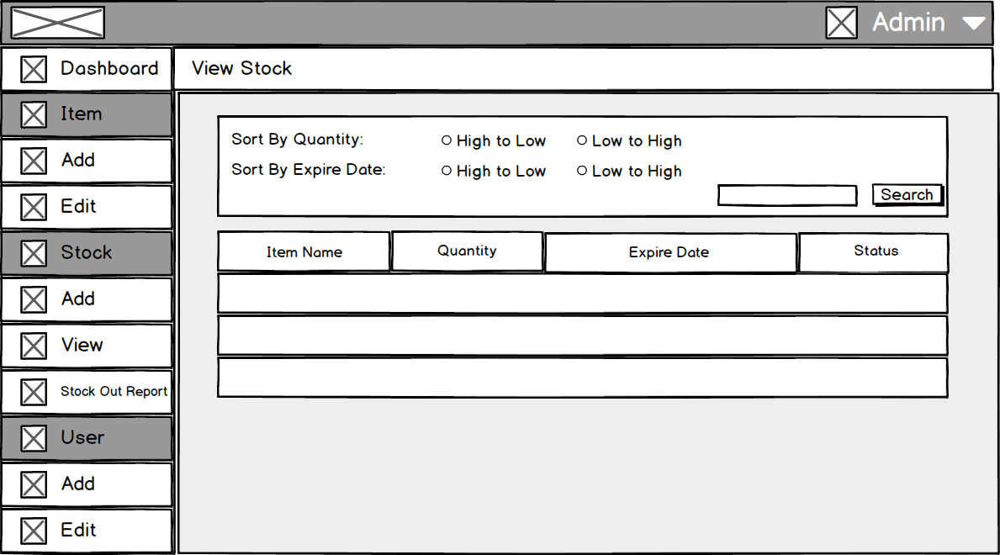 Admin
Dashboard
View Stock
Item
Add
Edit
Stock
Add
View
Stock Out Report
User
Add
Edit
Sort By Quantity: High to Low Low to High
Sort By Expire Date: High to Low Low to High
Search
Item Name Quantity Expire Date Status